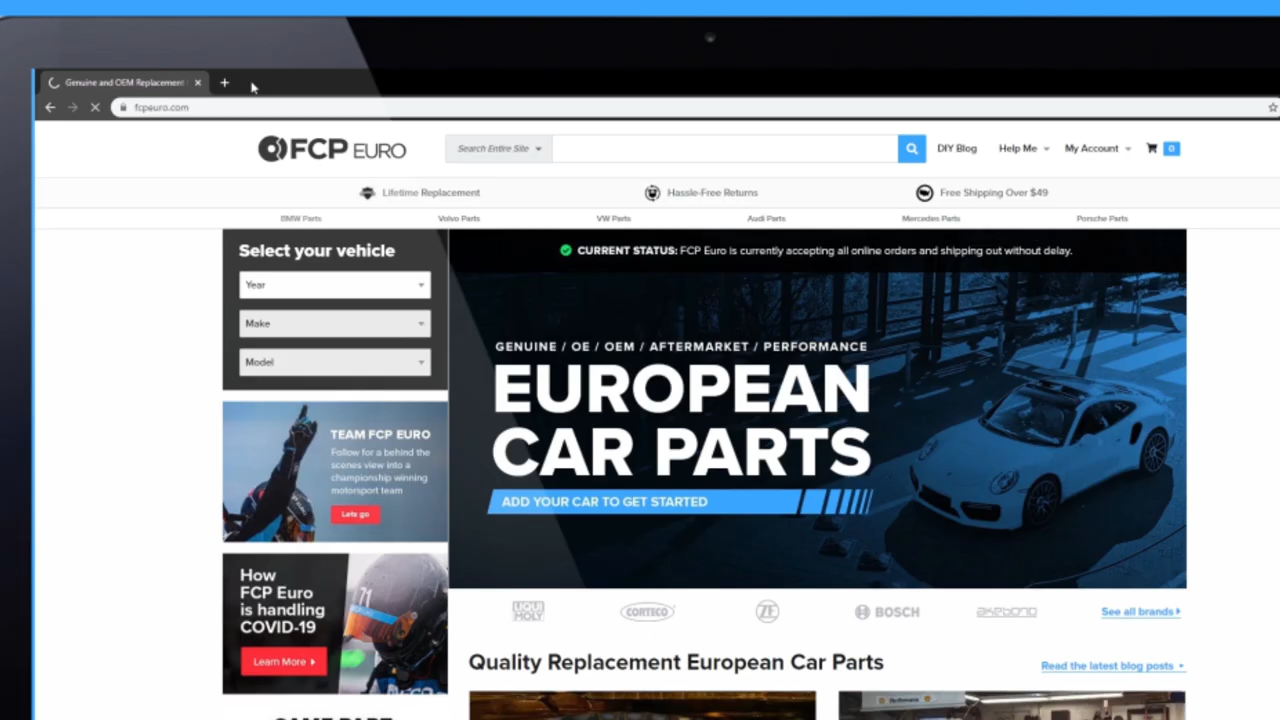 Genuine and OEM Replacement
fcpeuro.com
FCP EURO
Search Entire Site
DIY Blog
Help Me
My Account
0
Lifetime Replacement
Hassle-Free Returns
Free Shipping Over $49
BMW Parts
Volvo Parts
VW Parts
Audi Parts
Mercedes Parts
Porsche Parts
Select your vehicle
Year
Make
Model
CURRENT STATUS: FCP Euro is currently accepting all online orders and shipping out without delay.
GENUINE / OE / OEM / AFTERMARKET / PERFORMANCE
EUROPEAN
CAR PARTS
ADD YOUR CAR TO GET STARTED
TEAM FCP EURO
Follow for a behind the
scenes view into a
championship winning
motorsport team
Lets go
How
FCP Euro
is handling
COVID-19
Learn More
71
LIQUI
MOLY
CORTECO
ZF
BOSCH
akebono
See all brands
Quality Replacement European Car Parts
Read the latest blog posts